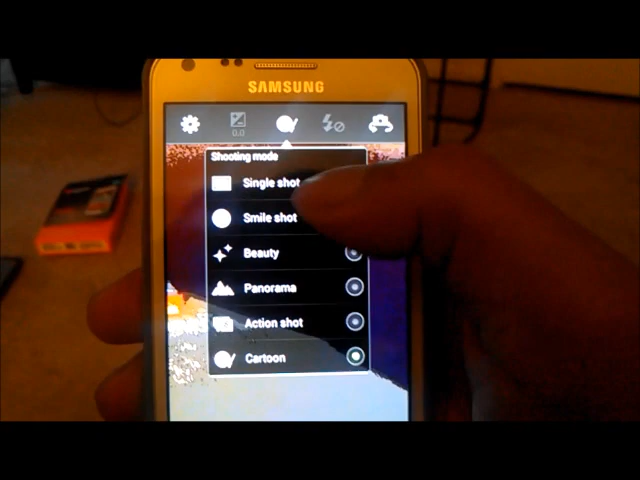 SAMSUNG
0.0
Shooting mode
Single shot
Smile shot
Beauty
Panorama
Action shot
Cartoon